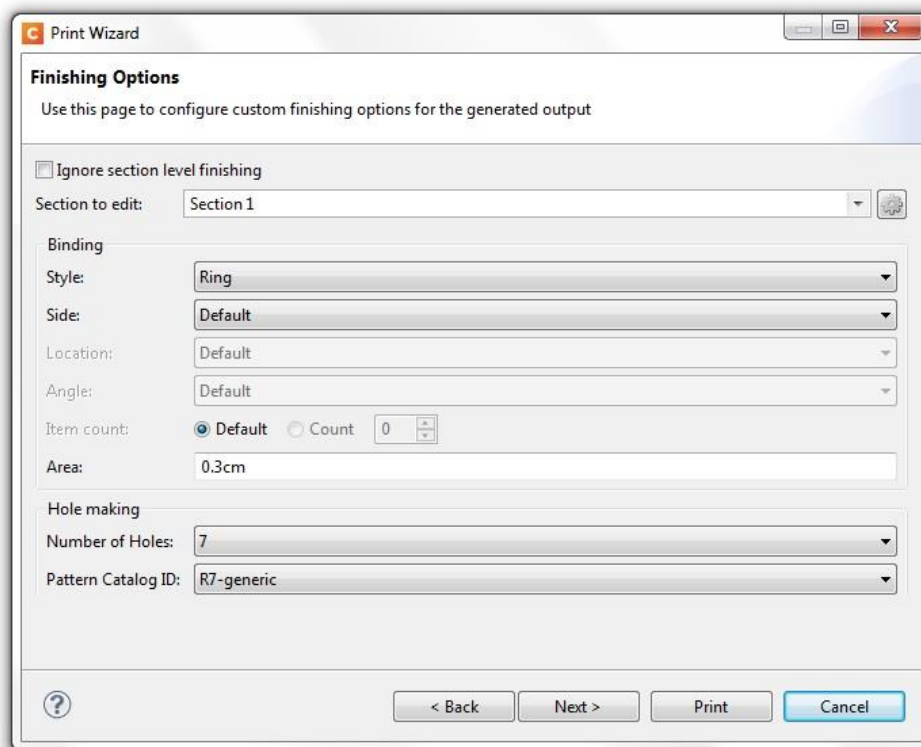 C Print Wizard X
Finishing Options
Use this page to configure custom finishing options for the generated output
Ignore section level finishing
Section to edit: Section 1
Binding
Style: Ring
Side: Default
Location: Default
Angle: Default
Item count: Default Count 0
Area: 0.3cm
Hole making
Number of Holes: 7
Pattern Catalog ID: R7-generic
? < Back Next > Print Cancel